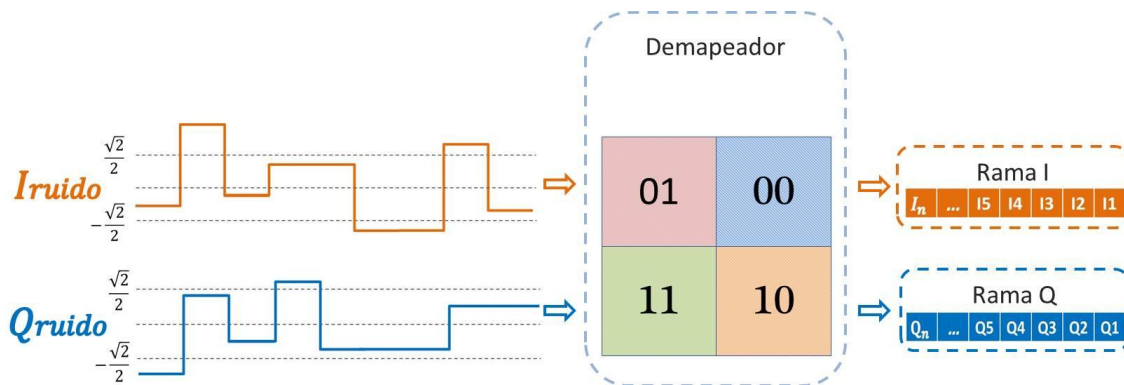 Demapeador
√2/2
Iruido
-√2/2
01 00
Rama I
In ... I5 I4 I3 I2 I1
√2/2
Qruido
-√2/2
11 10
Rama Q
Qn ... Q5 Q4 Q3 Q2 Q1